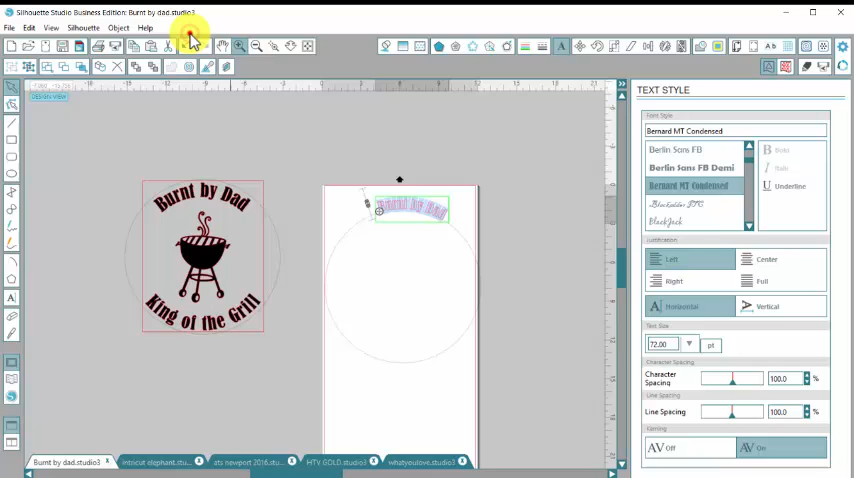 Silhouette Studio Business Edition: Burnt by dad.studio3
File Edit View Silhouette Object Help
DESIGN VIEW
Burnt by Dad
King of the Grill
Burnt by Dad
TEXT STYLE
Font Style
Bernard MT Condensed
Berlin Sans FB
Berlin Sans FB Demi
Bernard MT Condensed
Blackadder ITC
BlackJack
B Bold
I Italic
U Underline
Justification
Left Center
Right Full
Horizontal Vertical
Text Size
72.00 pt
Character Spacing
Character
Spacing
100.0 %
Line Spacing
Line Spacing 100.0 %
Kerning
AV Off AV On
Burnt by dad.studio3 x intricut elephant.stu... x ats newport 2016.stud... x HTV GOLD.studio3 x whatyoulove.studio3 x